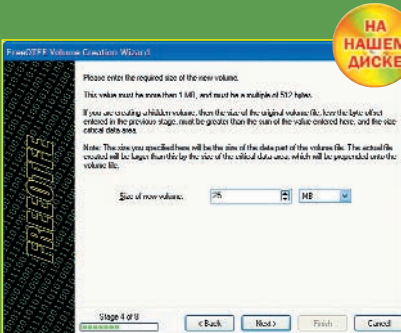 НА
НАШЕМ
ДИСКЕ
FreeOTFE Volume Creation Wizard
Please enter the required size of the new volume.
This value must be more than 1 MB, and must be a multiple of 512 bytes.
If you are creating a hidden volume, then the size of the original volume file, less the byte offset
entered in the previous stage, must be greater than the sum of the value entered here, and the size
critical data area.
Note: The size you specified here will be the size of the data part of the volume file. The actual file
created will be larger than this by the size of the critical data area, which will be prepended onto the
volume file.
Size of new volume:
25
MB
FREEOTFE
Stage 4 of 8
< Back
Next >
Finish
Cancel